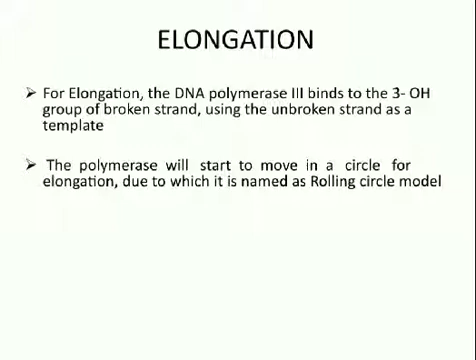 ELONGATION
➢ For Elongation, the DNA polymerase III binds to the 3- OH
group of broken strand, using the unbroken strand as a
template
➢ The polymerase will start to move in a circle for
elongation, due to which it is named as Rolling circle model